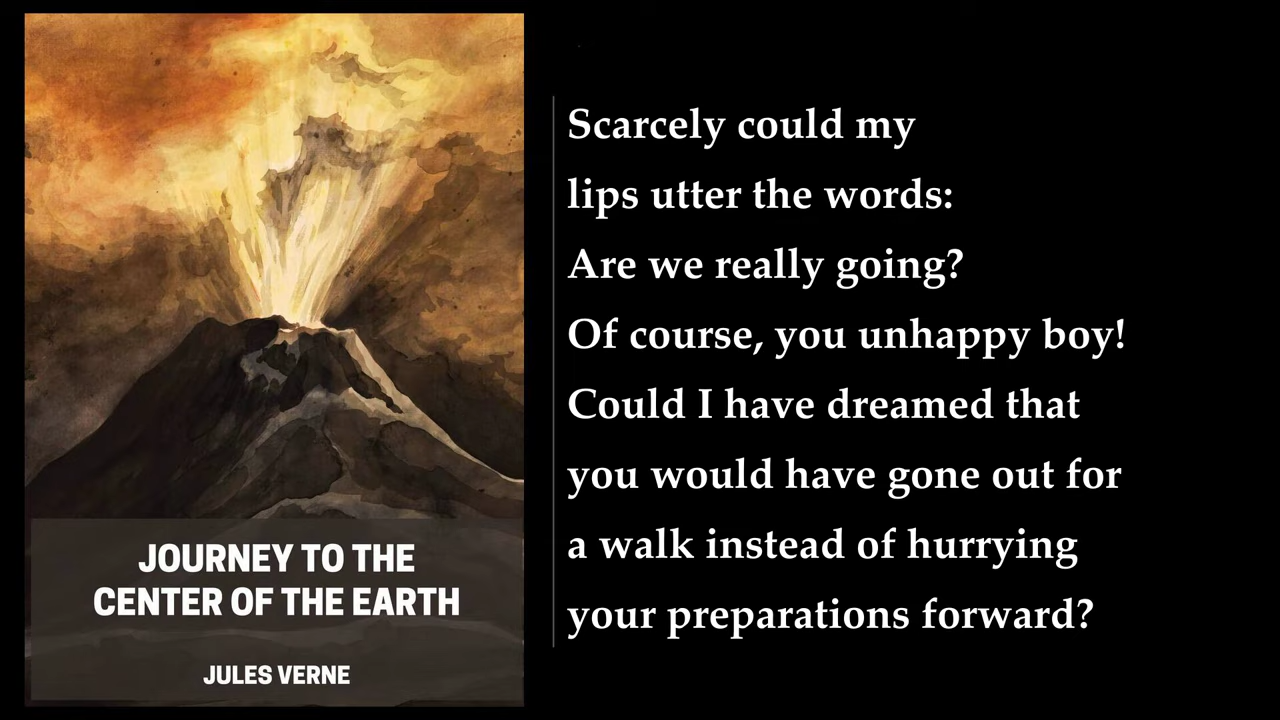 JOURNEY TO THE
CENTER OF THE EARTH
JULES VERNE
Scarcely could my
lips utter the words:
Are we really going?
Of course, you unhappy boy!
Could I have dreamed that
you would have gone out for
a walk instead of hurrying
your preparations forward?